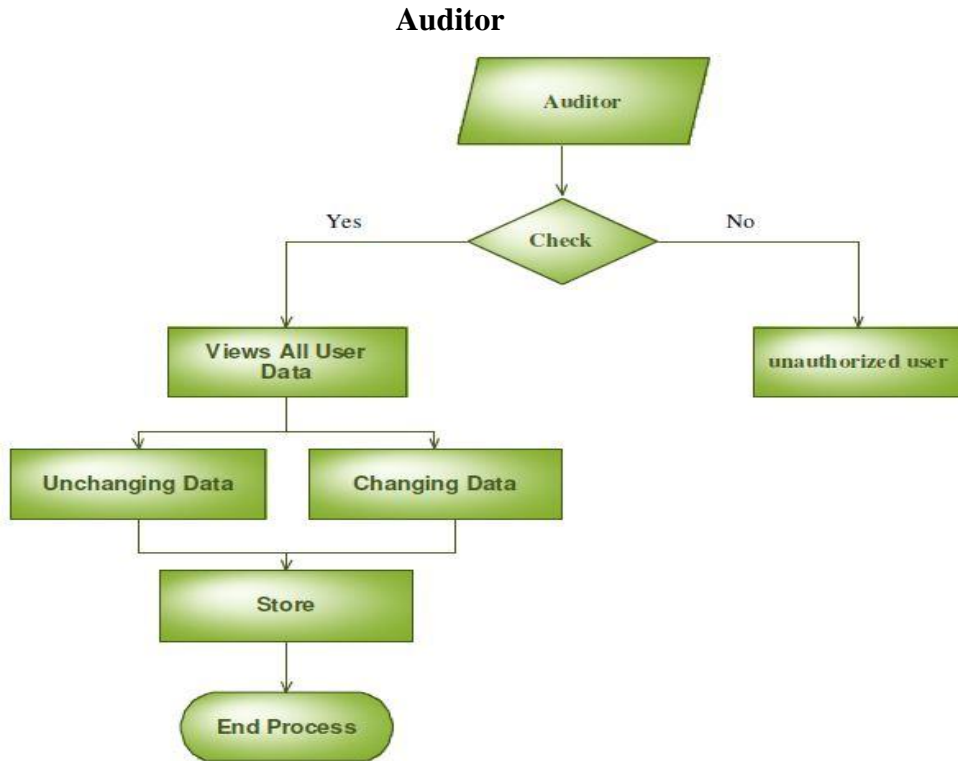 Auditor
Auditor
Check
Yes
No
Views All User
Data
unauthorized user
Unchanging Data
Changing Data
Store
End Process